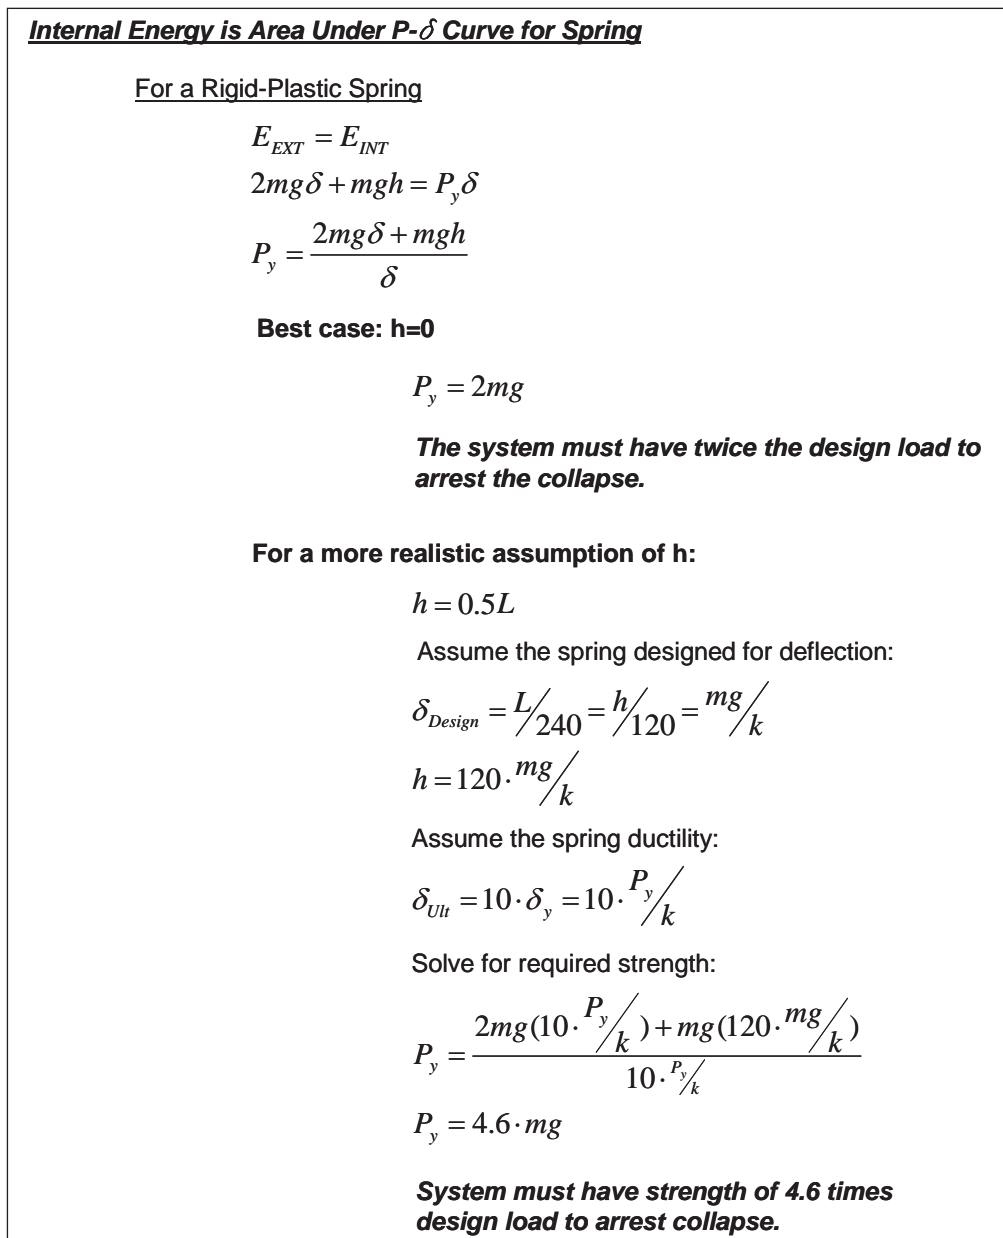 Internal Energy is Area Under P-δ Curve for Spring
For a Rigid-Plastic Spring
E_EXT = E_INT
2mgδ + mgh = P_yδ
P_y = (2mgδ + mgh) / δ
Best case: h=0
P_y = 2mg
The system must have twice the design load to
arrest the collapse.
For a more realistic assumption of h:
h = 0.5L
Assume the spring designed for deflection:
δ_Design = L/240 = h/120 = mg/k
h = 120 · mg/k
Assume the spring ductility:
δ_Ult = 10 · δ_y = 10 · P_y/k
Solve for required strength:
P_y = (2mg(10 · P_y/k) + mg(120 · mg/k)) / (10 · P_y/k)
P_y = 4.6 · mg
System must have strength of 4.6 times
design load to arrest collapse.